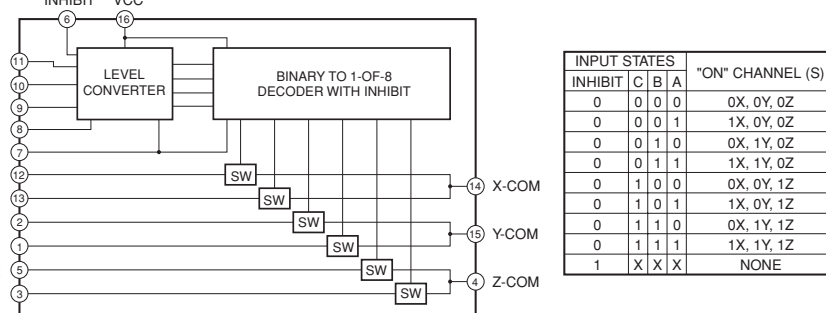 INHIBIT VCC
6 16
11
10
9
8
7
12
13
2
1
5
3
LEVEL
CONVERTER
BINARY TO 1-OF-8
DECODER WITH INHIBIT
SW
SW
SW
SW
SW
SW
14 X-COM
15 Y-COM
4 Z-COM
INPUT STATES "ON" CHANNEL (S)
INHIBIT C B A
0 0 0 0 0X, 0Y, 0Z
0 0 0 1 1X, 0Y, 0Z
0 0 1 0 0X, 1Y, 0Z
0 0 1 1 1X, 1Y, 0Z
0 1 0 0 0X, 0Y, 1Z
0 1 0 1 1X, 0Y, 1Z
0 1 1 0 0X, 1Y, 1Z
0 1 1 1 1X, 1Y, 1Z
1 X X X NONE